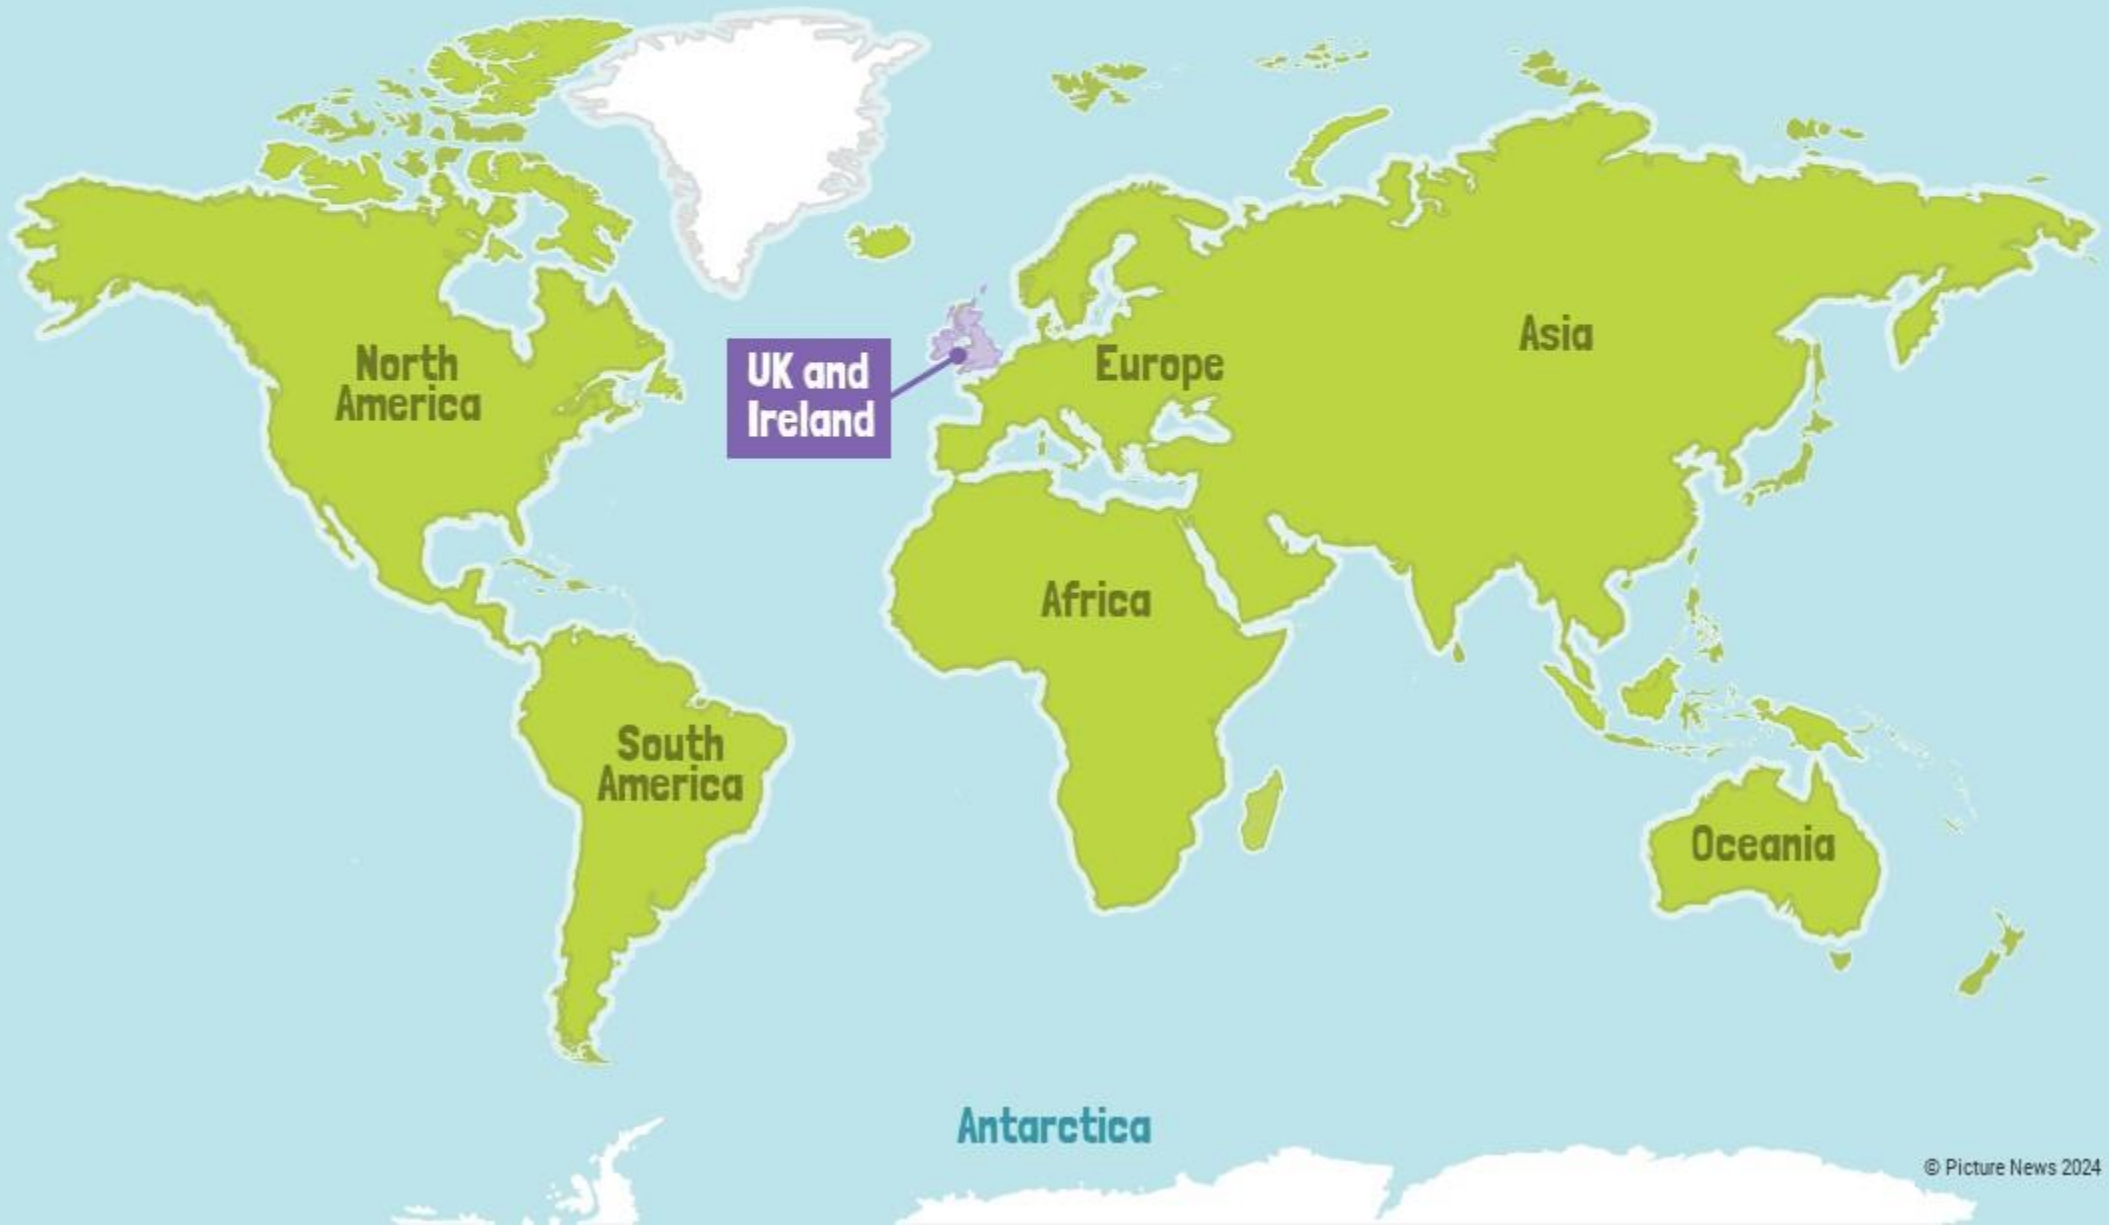 North
America
UK and
Ireland
Europe
Asia
Africa
South
America
Oceania
Antarctica
© Picture News 2024